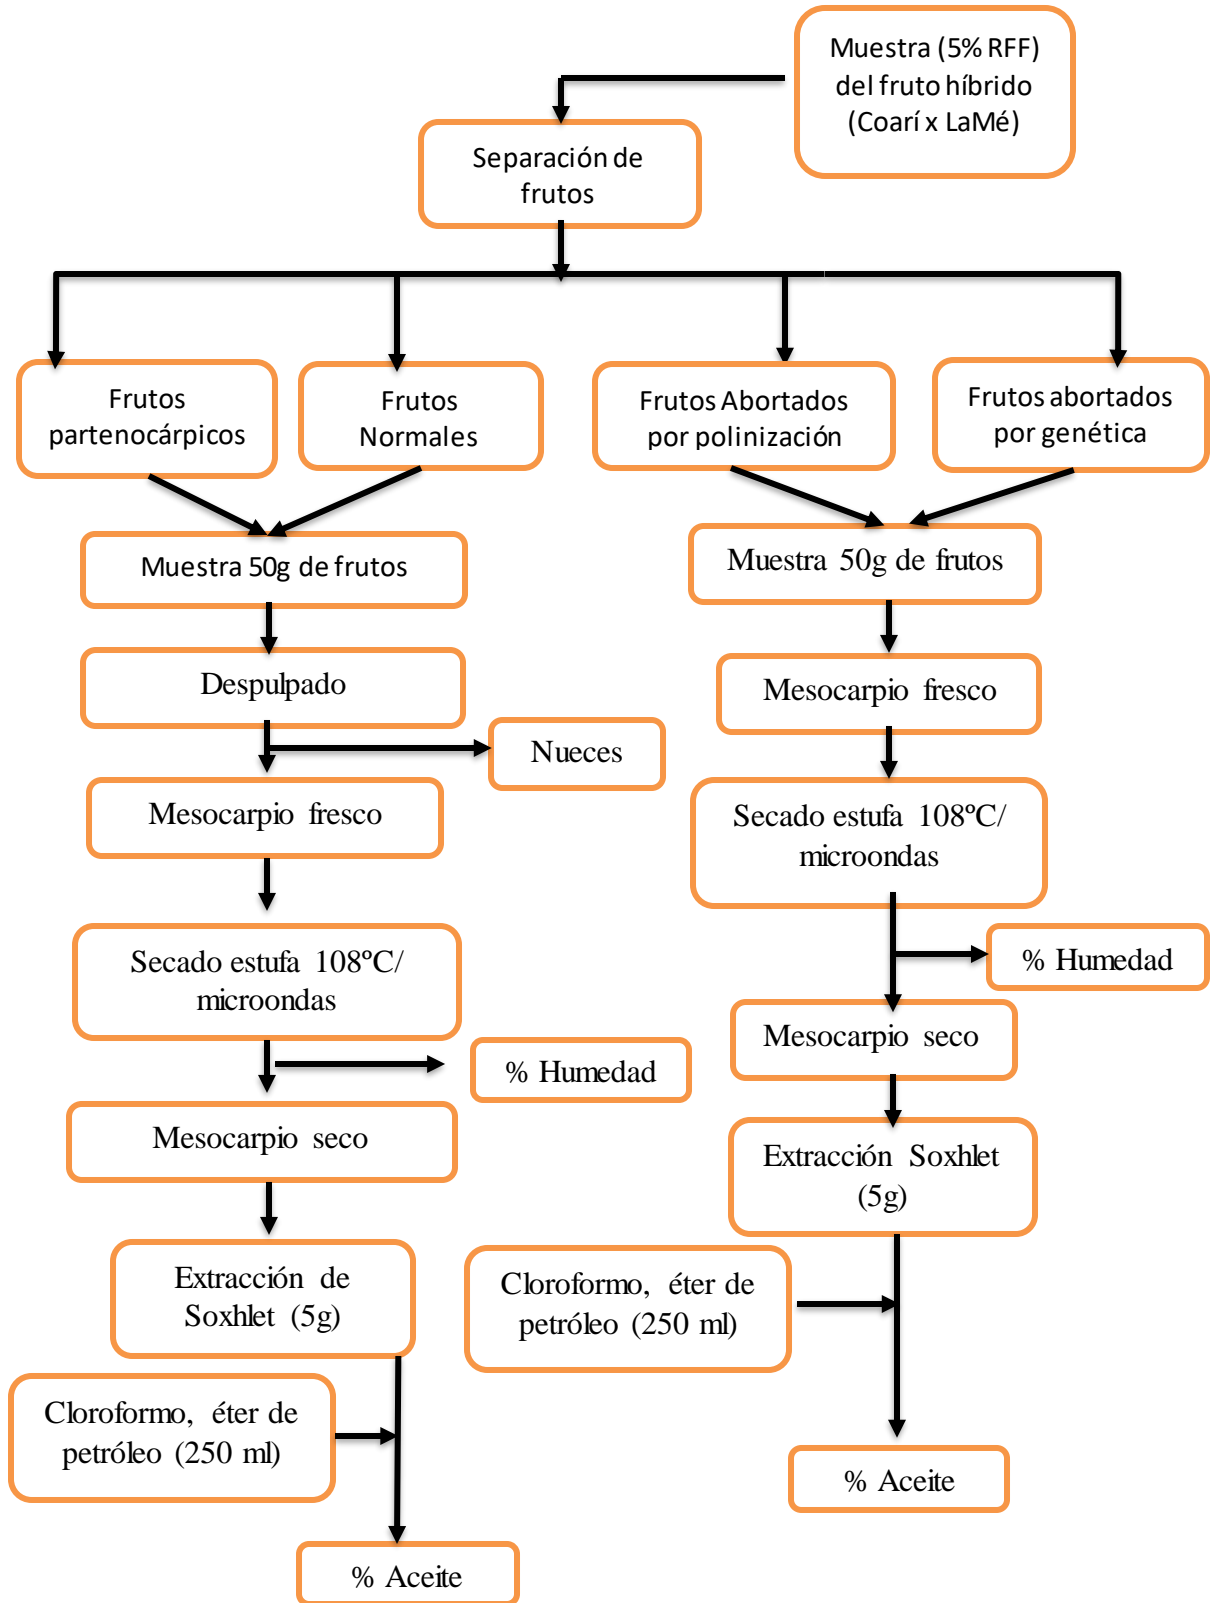 Muestra (5% RFF)
del fruto híbrido
(Coarí x LaMé)
Separación de
frutos
Frutos
partenocárpicos
Frutos
Normales
Frutos Abortados
por polinización
Frutos abortados
por genética
Muestra 50g de frutos
Despulpado
Nueces
Mesocarpio fresco
Secado estufa 108ºC/
microondas
% Humedad
Mesocarpio seco
Extracción de
Soxhlet (5g)
Cloroformo, éter de
petróleo (250 ml)
% Aceite
Muestra 50g de frutos
Mesocarpio fresco
Secado estufa 108ºC/
microondas
% Humedad
Mesocarpio seco
Extracción Soxhlet
(5g)
Cloroformo, éter de
petróleo (250 ml)
% Aceite